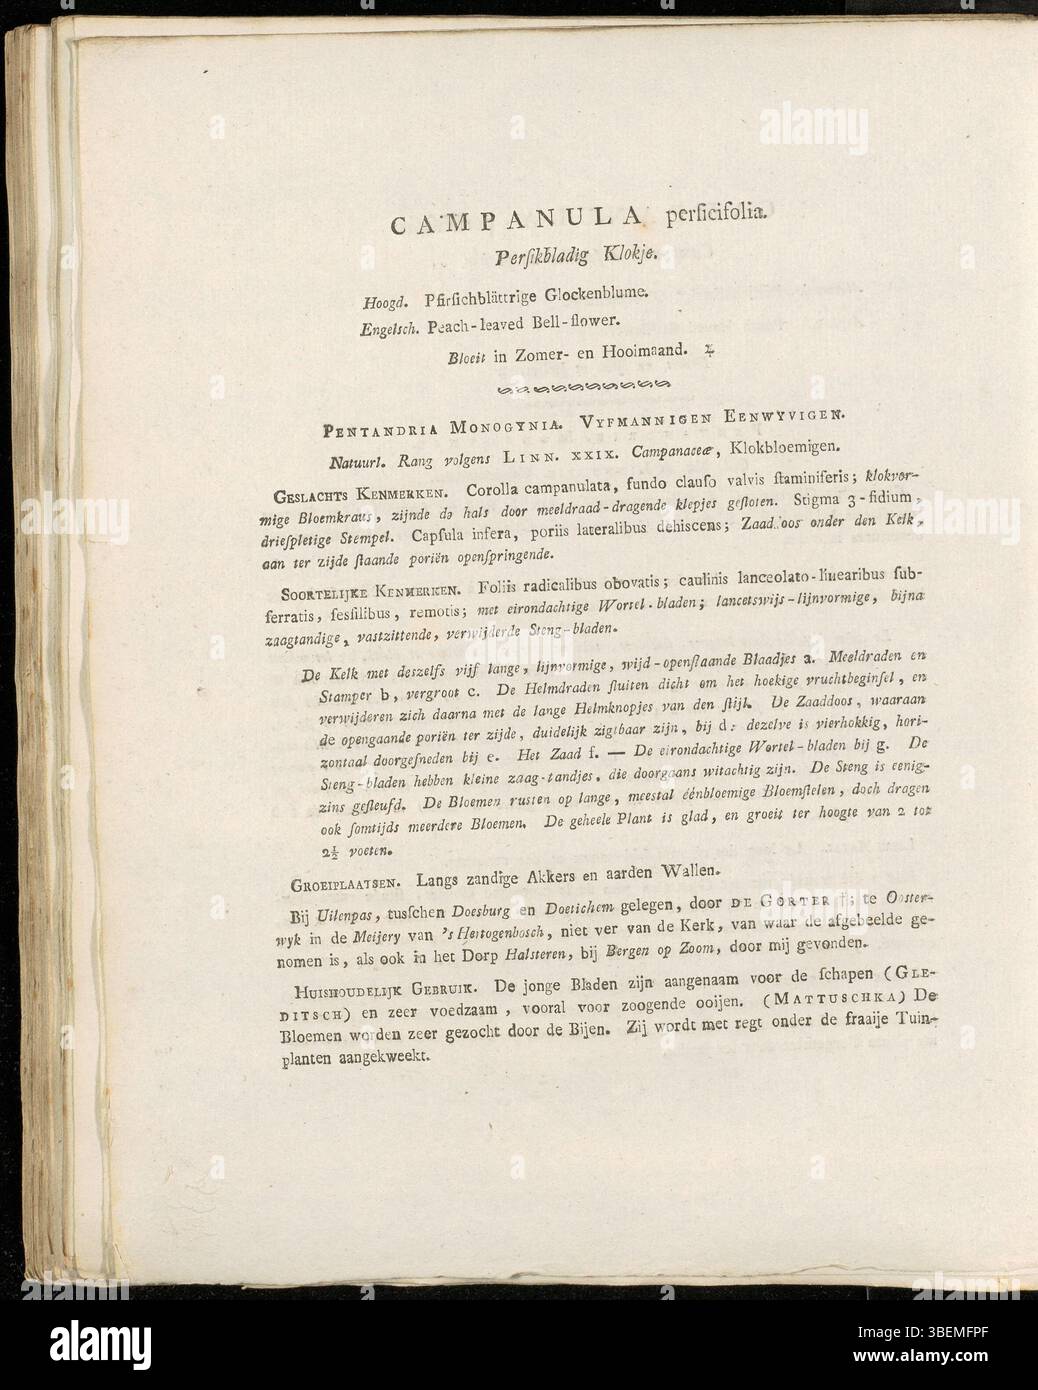 CAMPANULA perſicifolia.
Perſikbladig Klokje.
Hoogd. Pfirſichblättrige Glockenblume.
Engelsch. Peach-leaved Bell-flower.
Bloeit in Zomer- en Hooimaand. ♃
PENTANDRIA MONOGYNIA. VYFMANNIGEN EENWYVIGEN.
Natuurl. Rang volgens LINN. XXIX. Campanaceæ, Klokbloemigen.
GESLACHTS KENMERKEN. Corolla campanulata, fundo clauſo valvis ſtaminiferis; klokvor-
mige Bloemkrans, zijnde de hals door meeldraad-dragende klepjes geſloten. Stigma 3-fidium,
drieſpletige Stempel. Capſula infera, poriis lateralibus dehiscens; Zaaddoos onder den Kelk,
aan ter zijde ſtaande poriën openſpringende.
SOORTELIJKE KENMERKEN. Foliis radicalibus obovatis; caulinis lanceolato-linearibus ſub-
ſerratis, ſesſilibus, remotis; met eirondachtige Wortel-bladen; lancetswijs-lijnvormige, bijna
zaagtandige, vastzittende, verwijderde Steng-bladen.
De Kelk met deszelfs vijf lange, lijnvormige, wijd-openſlaande Blaadjes a. Meeldraden en
Stamper b, vergroot c. De Helmdraden ſluiten dicht om het hoekige vruchtbeginſel, en
verwijderen zich daarna met de lange Helmknopjes van den ſtijl. De Zaaddoos, waaraan
de opengaande poriën ter zijde, duidelijk zigtbaar zijn, bij d: dezelve is vierhokkig, hori-
zontaal doorgeſneden bij e. Het Zaad f. — De eirondachtige Wortel-bladen bij g. De
Steng-bladen hebben kleine zaag-tandjes, die doorgaans witachtig zijn. De Steng is eenig-
zins geſleufd. De Bloemen rusten op lange, meestal éénbloemige Bloemſtelen, doch dragen
ook ſomtijds meerdere Bloemen. De geheele Plant is glad, en groeit ter hoogte van 2 tot
2½ voeten.
GROEIPLAATSEN. Langs zandige Akkers en aarden Wallen.
Bij Uilenpas, tusſchen Doesburg en Doetichem gelegen, door DE GORTER †; te Ooster-
wyk in de Meijery van 's Hertogenbosch, niet ver van de Kerk, van waar de afgebeelde ge-
nomen is, als ook in het Dorp Halsteren, bij Bergen op Zoom, door mij gevonden.
HUISHOUDELIJK GEBRUIK. De jonge Bladen zijn aangenaam voor de ſchapen (GLE-
DITSCH) en zeer voedzaam, vooral voor zoogende ooijen. (MATTUSCHKA) De
Bloemen worden zeer gezocht door de Bijen. Zij wordt met regt onder de fraaije Tuin-
planten aangekweekt.
alamy
Image ID: 3BEMFPF
www.alamy.com